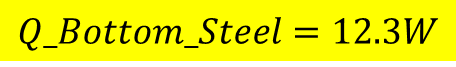 Q_Bottom_Steel = 12.3W